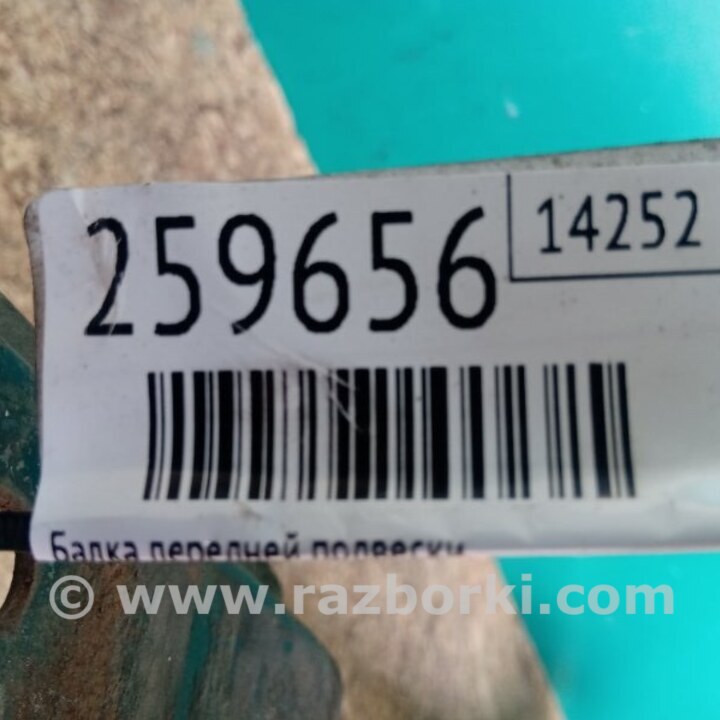 259656
14252
Балка передней подвески
© www.razborki.com